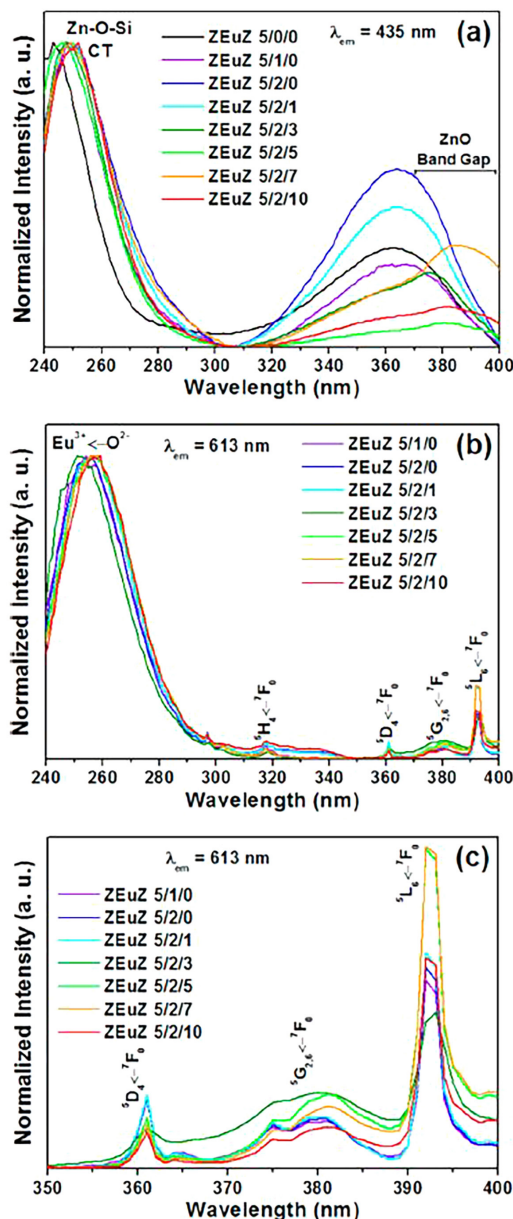 (a)
Zn-O-Si
CT
λem = 435 nm
ZEuZ 5/0/0
ZEuZ 5/1/0
ZEuZ 5/2/0
ZEuZ 5/2/1
ZEuZ 5/2/3
ZEuZ 5/2/5
ZEuZ 5/2/7
ZEuZ 5/2/10
ZnO
Band Gap
Normalized Intensity (a. u.)
240 260 280 300 320 340 360 380 400
Wavelength (nm)
(b)
Eu³⁺<–O²⁻
λem = 613 nm
ZEuZ 5/1/0
ZEuZ 5/2/0
ZEuZ 5/2/1
ZEuZ 5/2/3
ZEuZ 5/2/5
ZEuZ 5/2/7
ZEuZ 5/2/10
⁵H₄<–⁷F₀
⁵D₄<–⁷F₀
⁵G₂,₆<–⁷F₀
⁵L₆<–⁷F₀
Normalized Intensity (a. u.)
240 260 280 300 320 340 360 380 400
Wavelength (nm)
(c)
λem = 613 nm
ZEuZ 5/1/0
ZEuZ 5/2/0
ZEuZ 5/2/1
ZEuZ 5/2/3
ZEuZ 5/2/5
ZEuZ 5/2/7
ZEuZ 5/2/10
⁵D₄<–⁷F₀
⁵G₂,₆<–⁷F₀
⁵L₆<–⁷F₀
Normalized Intensity (a. u.)
350 360 370 380 390 400
Wavelength (nm)